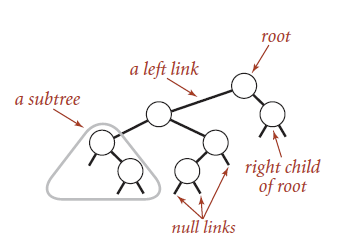 root
a left link
a subtree
right child
of root
null links